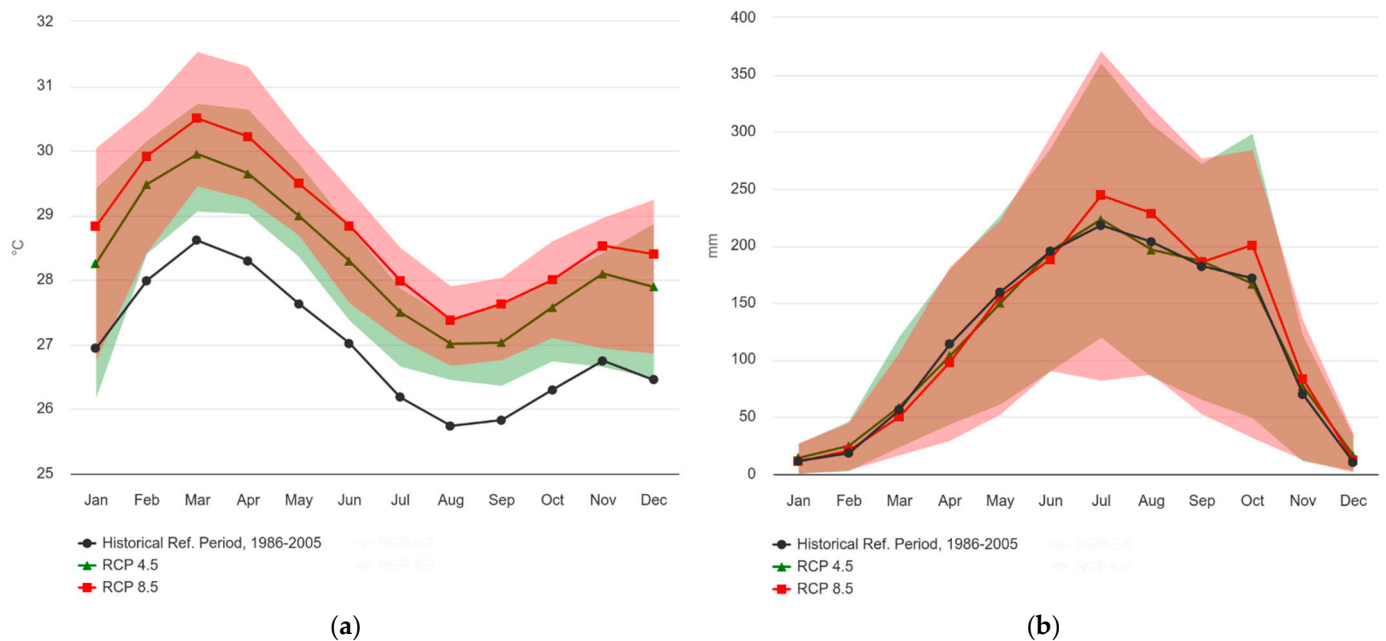 32
31
30
29
28
27
26
25
°C
Jan Feb Mar Apr May Jun Jul Aug Sep Oct Nov Dec
Historical Ref. Period, 1986-2005
RCP 4.5
RCP 8.5
(a)
400
350
300
250
200
150
100
50
0
mm
Jan Feb Mar Apr May Jun Jul Aug Sep Oct Nov Dec
Historical Ref. Period, 1986-2005
RCP 4.5
RCP 8.5
(b)